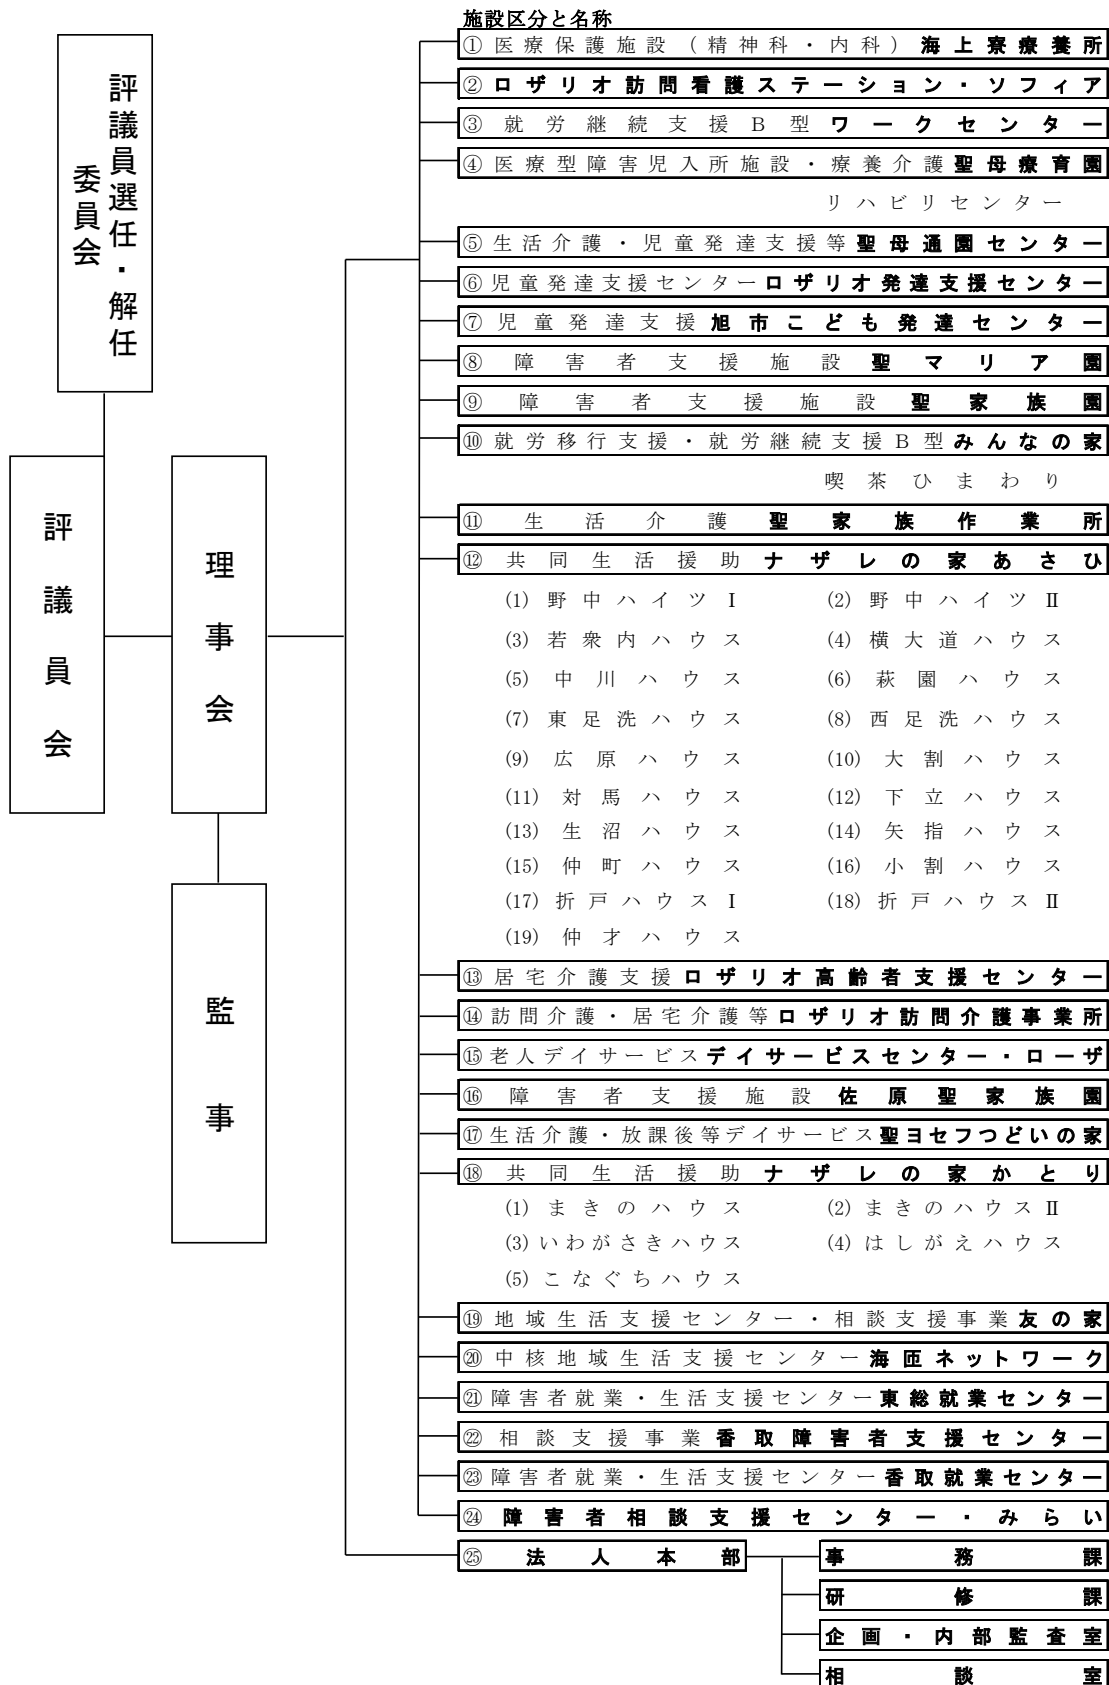 施設区分と名称
評議員選任・解任
委員会
評議員会
理事会
監事
① 医療保護施設（精神科・内科）海上寮療養所
② ロザリオ訪問看護ステーション・ソフィア
③ 就労継続支援B型ワークセンター
④ 医療型障害児入所施設・療養介護聖母療育園
リハビリセンター
⑤ 生活介護・児童発達支援等聖母通園センター
⑥ 児童発達支援センターロザリオ発達支援センター
⑦ 児童発達支援旭市こども発達センター
⑧ 障害者支援施設聖マリア園
⑨ 障害者支援施設聖家族園
⑩ 就労移行支援・就労継続支援B型みんなの家
喫茶ひまわり
⑪ 生活介護聖家族作業所
⑫ 共同生活援助ナザレの家あさひ
(1) 野中ハイツⅠ (2) 野中ハイツⅡ
(3) 若衆内ハウス (4) 横大道ハウス
(5) 中川ハウス (6) 萩園ハウス
(7) 東足洗ハウス (8) 西足洗ハウス
(9) 広原ハウス (10) 大割ハウス
(11) 対馬ハウス (12) 下立ハウス
(13) 生沼ハウス (14) 矢指ハウス
(15) 仲町ハウス (16) 小割ハウス
(17) 折戸ハウスⅠ (18) 折戸ハウスⅡ
(19) 仲才ハウス
⑬ 居宅介護支援ロザリオ高齢者支援センター
⑭ 訪問介護・居宅介護等ロザリオ訪問介護事業所
⑮ 老人デイサービスデイサービスセンター・ローザ
⑯ 障害者支援施設佐原聖家族園
⑰ 生活介護・放課後等デイサービス聖ヨセフつどいの家
⑱ 共同生活援助ナザレの家かとり
(1) まきのハウス (2) まきのハウスⅡ
(3) いわがさきハウス (4) はしがえハウス
(5) こなぐちハウス
⑲ 地域生活支援センター・相談支援事業友の家
⑳ 中核地域生活支援センター海匝ネットワーク
㉑ 障害者就業・生活支援センター東総就業センター
㉒ 相談支援事業香取障害者支援センター
㉓ 障害者就業・生活支援センター香取就業センター
㉔ 障害者相談支援センター・みらい
㉕ 法人本部 事務課
研修課
企画・内部監査室
相談室